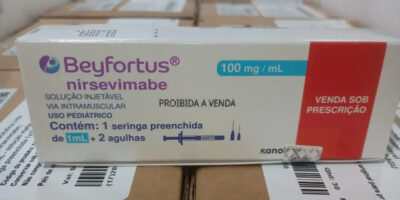 Beyfortus®
nirsevimabe
100 mg / mL
SOLUÇÃO INJETÁVEL
VIA INTRAMUSCULAR
USO PEDIÁTRICO
PROIBIDA A VENDA
Contém: 1 seringa preenchida
de 1mL + 2 agulhas
VENDA SOB
PRESCRIÇÃO